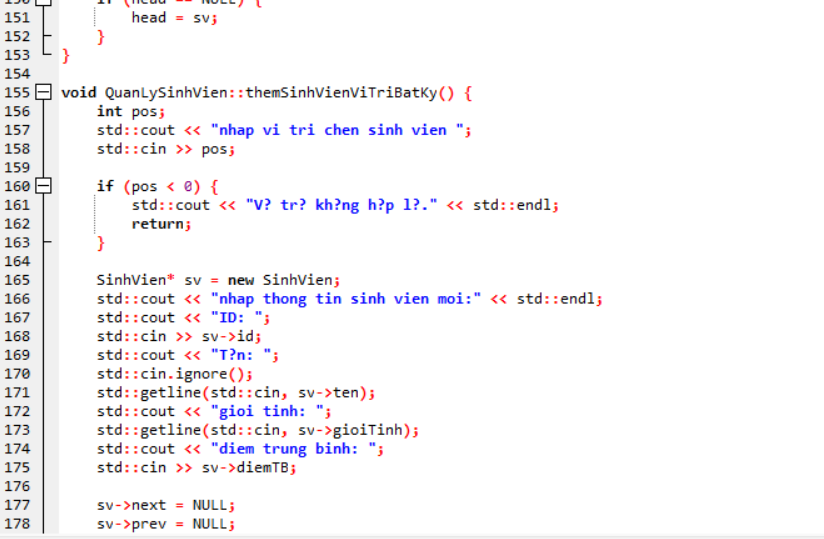 150 if (head == NULL) {
151 head = sv;
152 }
153 }
154
155 void QuanLySinhVien::themSinhVienViTriBatKy() {
156 int pos;
157 std::cout << "nhap vi tri chen sinh vien ";
158 std::cin >> pos;
159
160 if (pos < 0) {
161 std::cout << "V? tr? kh?ng h?p l?." << std::endl;
162 return;
163 }
164
165 SinhVien* sv = new SinhVien;
166 std::cout << "nhap thong tin sinh vien moi:" << std::endl;
167 std::cout << "ID: ";
168 std::cin >> sv->id;
169 std::cout << "T?n: ";
170 std::cin.ignore();
171 std::getline(std::cin, sv->ten);
172 std::cout << "gioi tinh: ";
173 std::getline(std::cin, sv->gioiTinh);
174 std::cout << "diem trung binh: ";
175 std::cin >> sv->diemTB;
176
177 sv->next = NULL;
178 sv->prev = NULL;